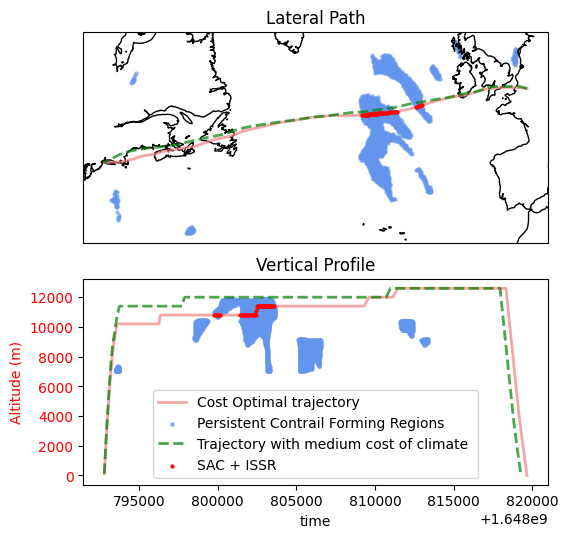 Lateral Path
Vertical Profile
12000
10000
8000
6000
4000
2000
0
Altitude (m)
Cost Optimal trajectory
Persistent Contrail Forming Regions
Trajectory with medium cost of climate
SAC + ISSR
795000 800000 805000 810000 815000 820000
time
+1.648e9